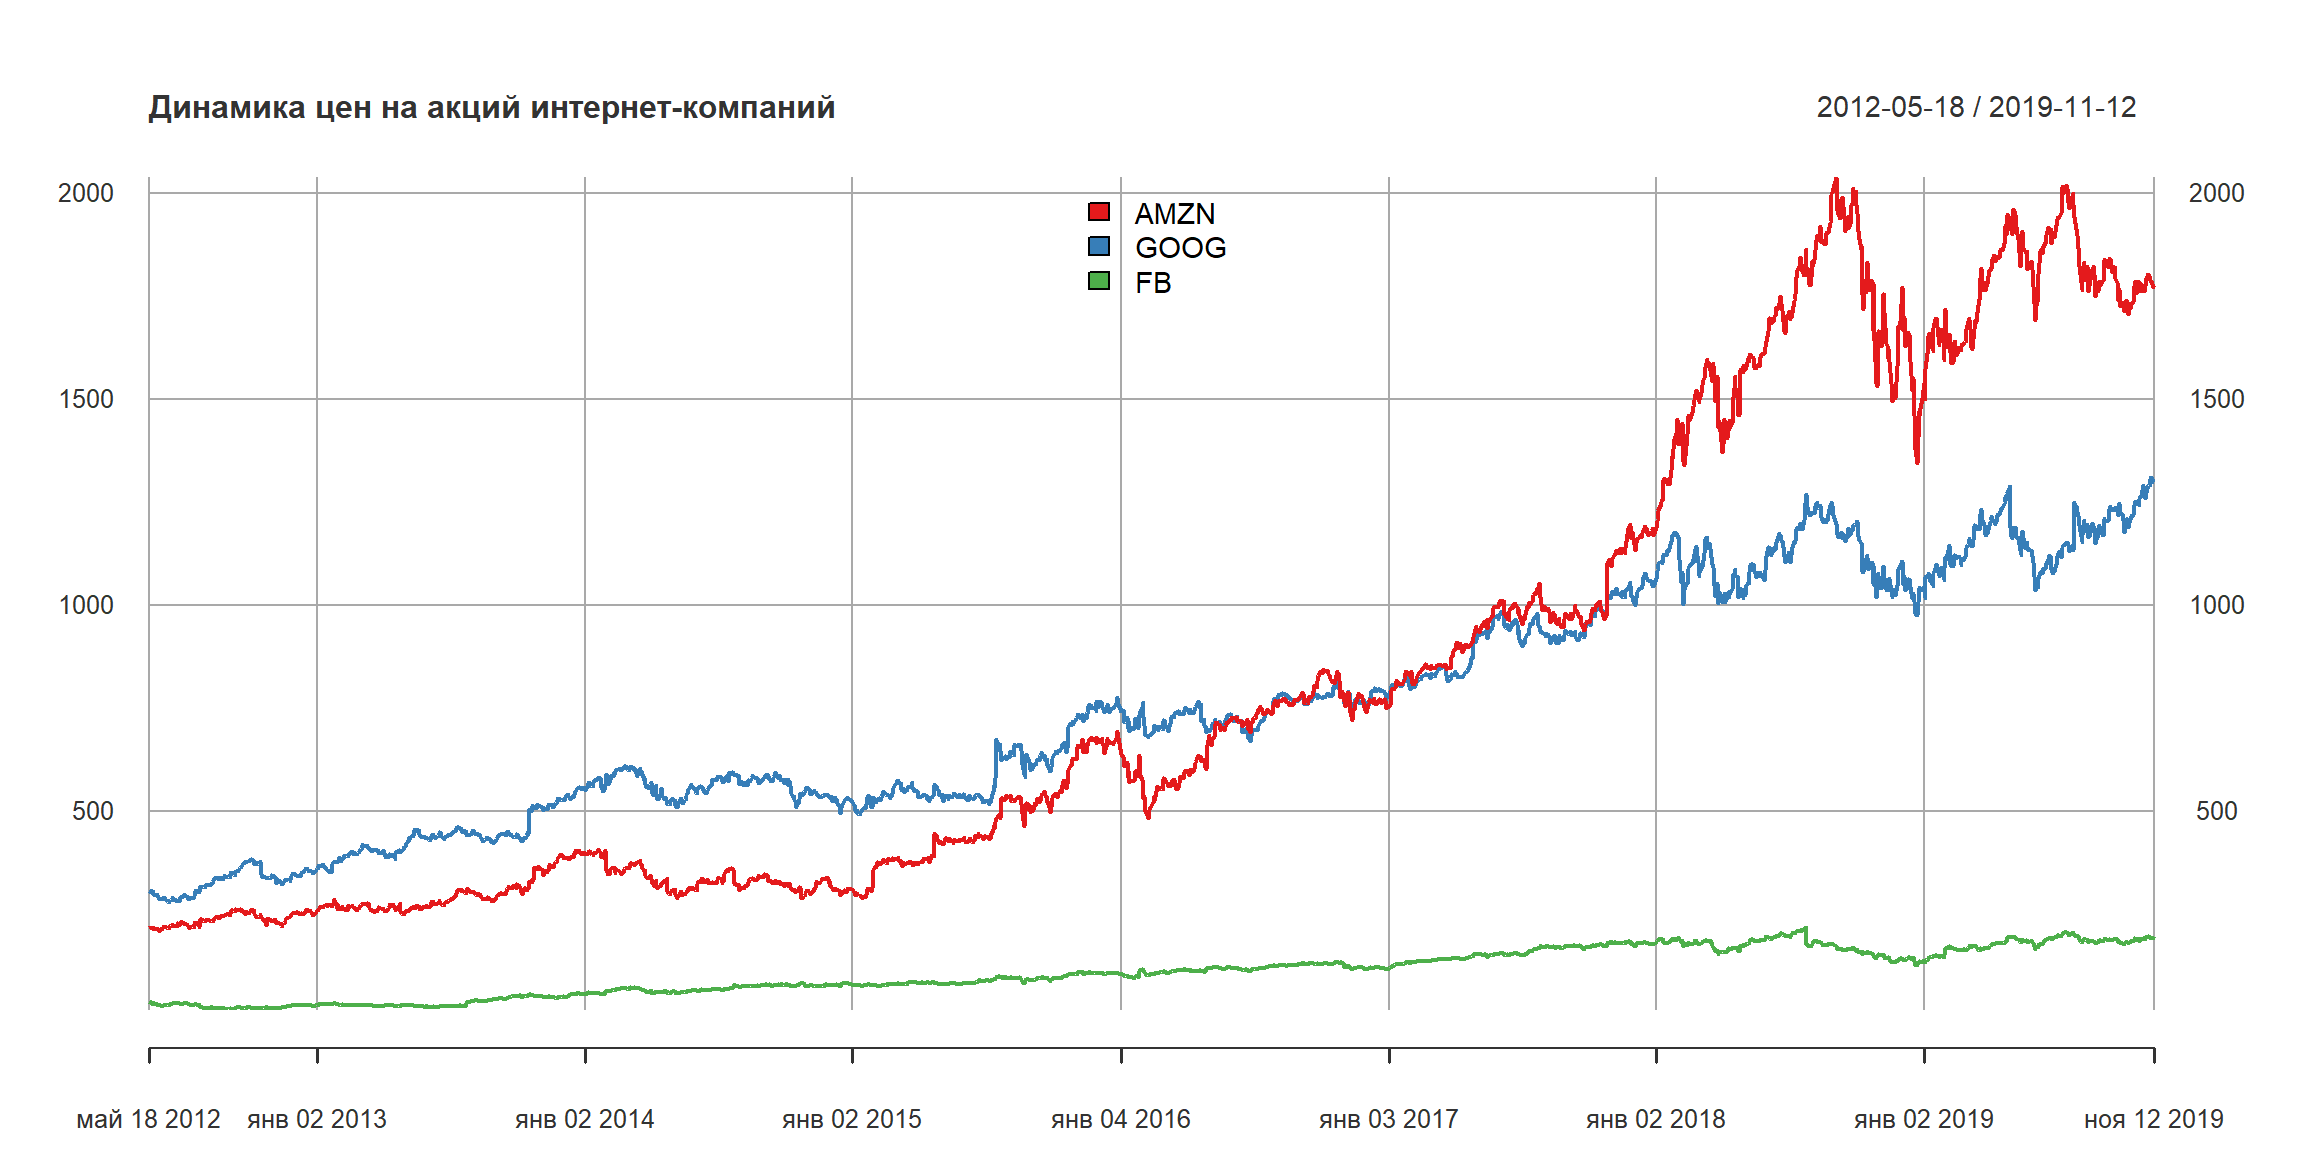 Динамика цен на акций интернет-компаний 2012-05-18 / 2019-11-12
AMZN
GOOG
FB
2000 2000
1500 1500
1000 1000
500 500
май 18 2012 янв 02 2013 янв 02 2014 янв 02 2015 янв 04 2016 янв 03 2017 янв 02 2018 янв 02 2019 ноя 12 2019